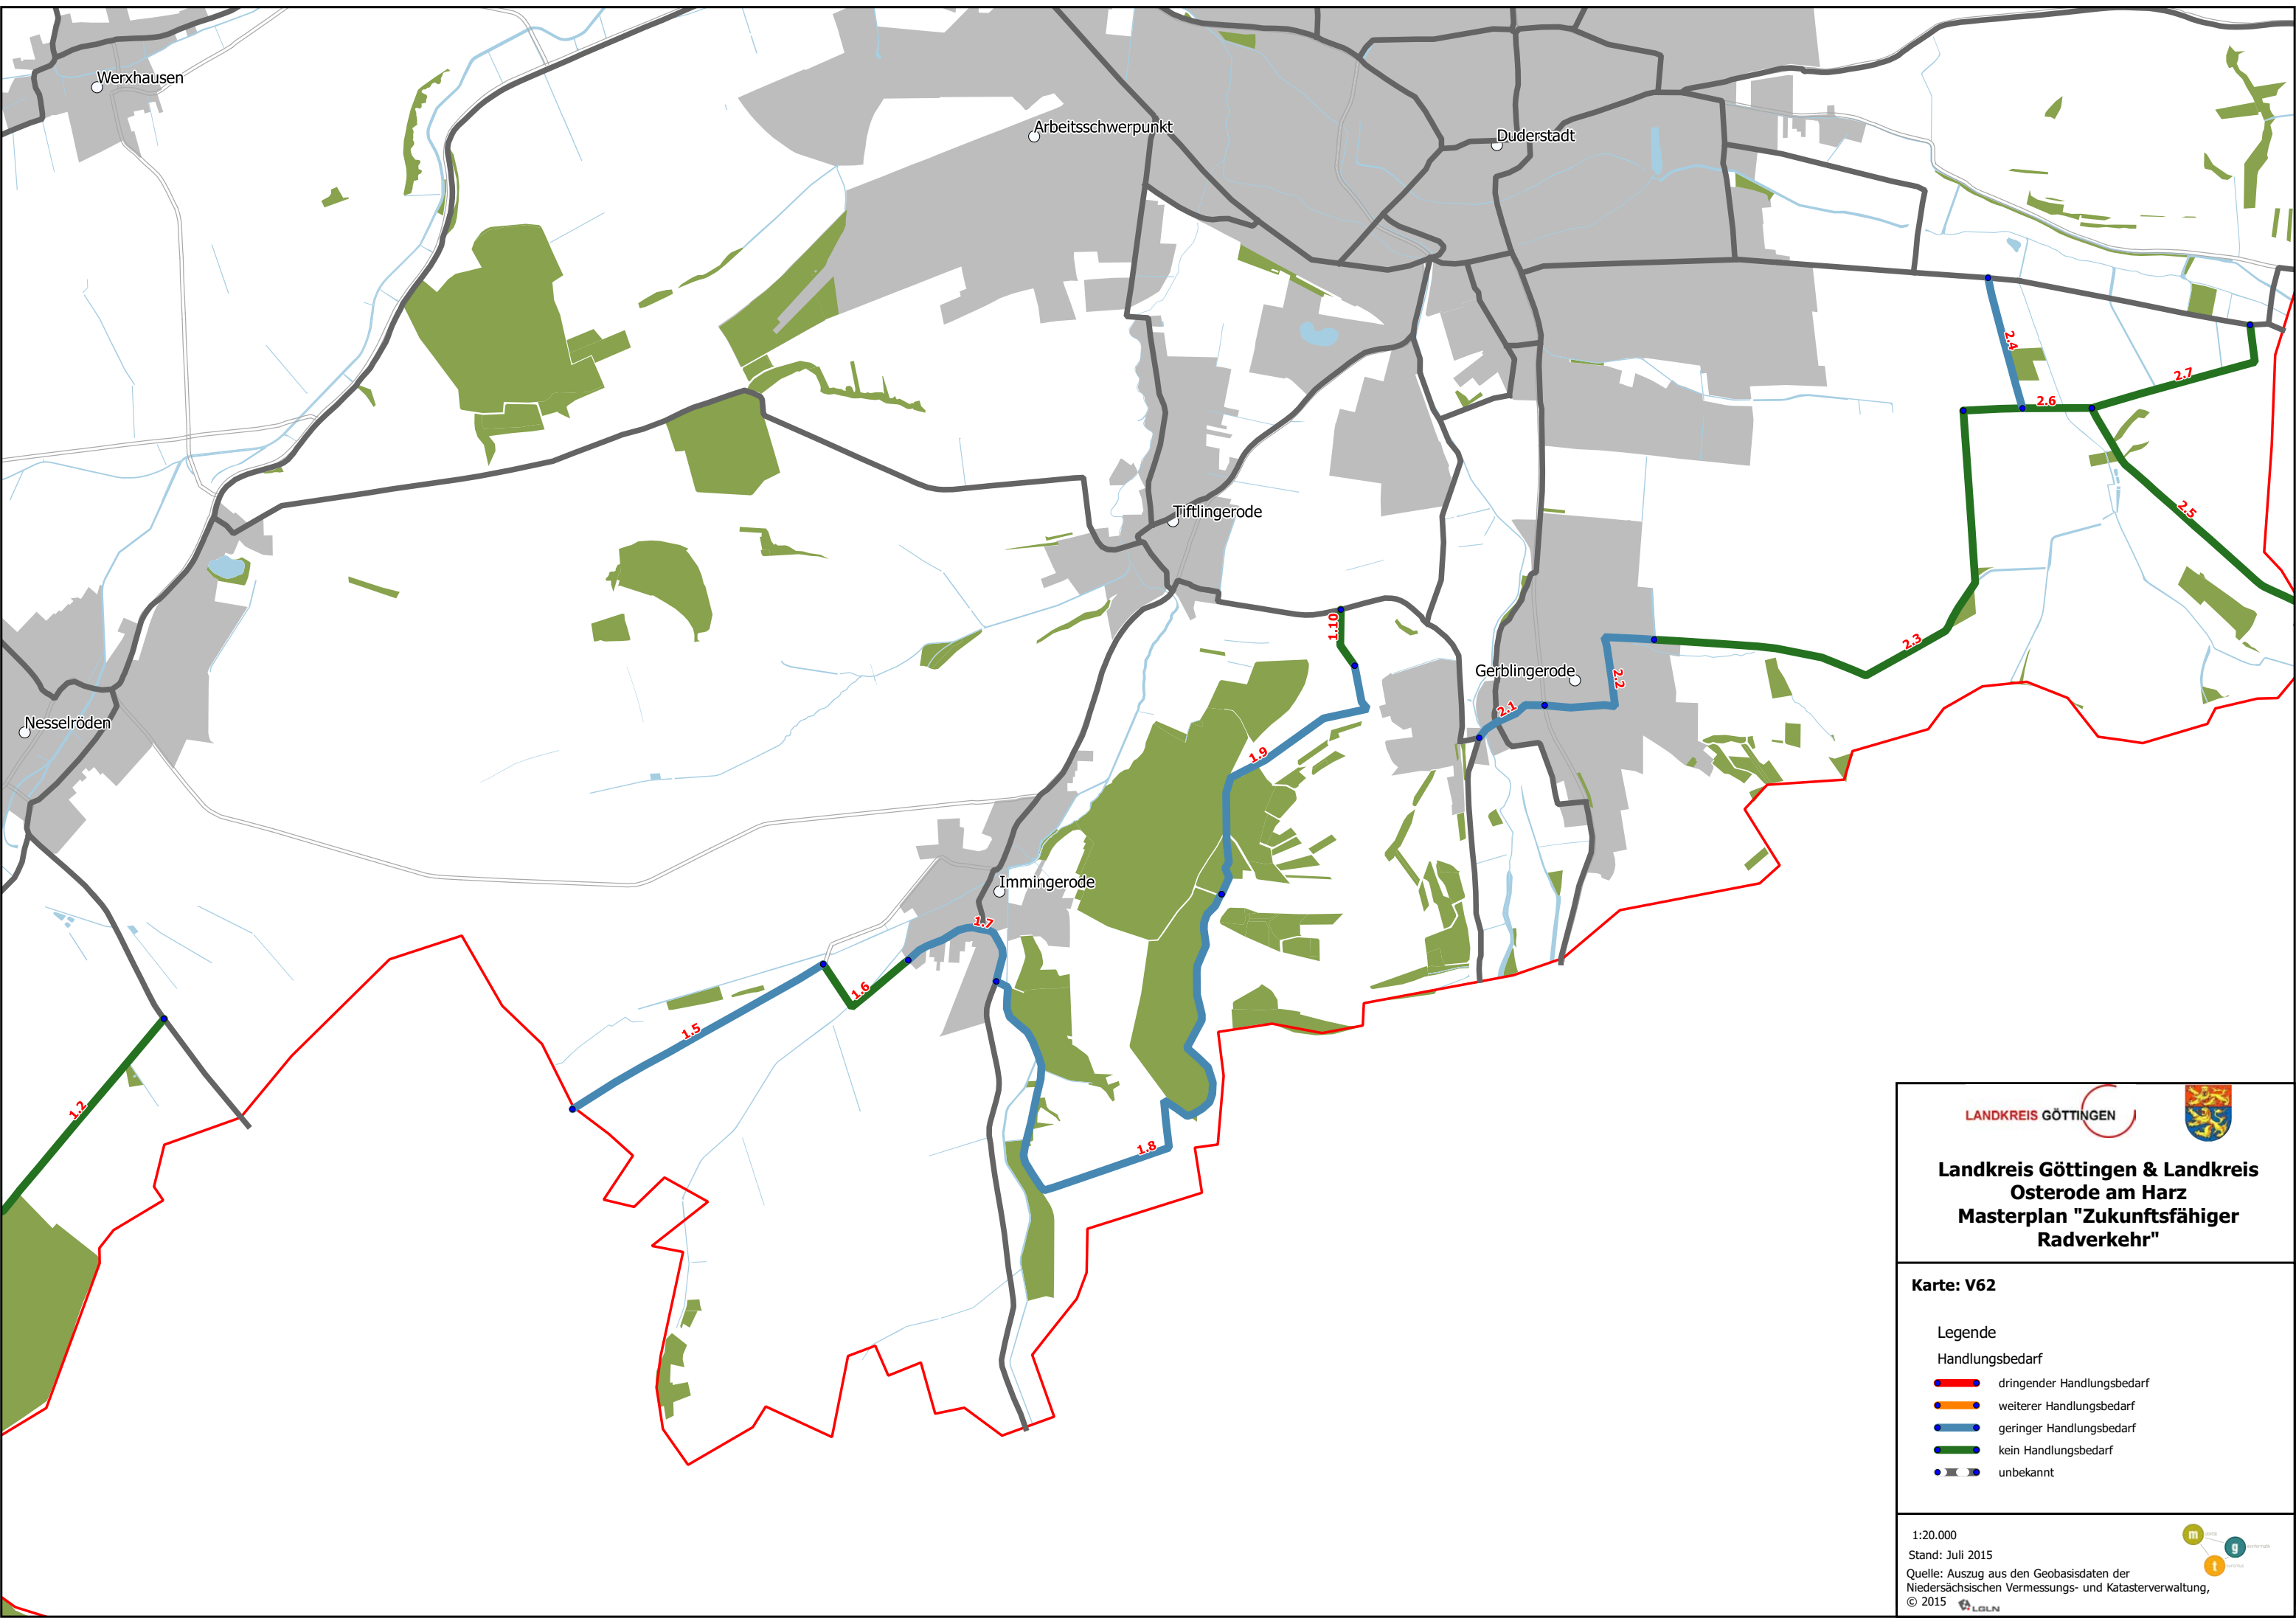 Werxhausen
Arbeitsschwerpunkt
Duderstadt
2.4
2.7
2.6
2.5
Tiftlingerode
1.10
2.3
Gerblingerode
2.2
2.1
Nesselröden
1.9
Immingerode
1.7
1.6
1.5
1.2
1.8
LANDKREIS GÖTTINGEN
Landkreis Göttingen & Landkreis
Osterode am Harz
Masterplan "Zukunftsfähiger
Radverkehr"
Karte: V62
Legende
Handlungsbedarf
dringender Handlungsbedarf
weiterer Handlungsbedarf
geringer Handlungsbedarf
kein Handlungsbedarf
unbekannt
1:20.000
m
g
t
Stand: Juli 2015
Quelle: Auszug aus den Geobasisdaten der
Niedersächsischen Vermessungs- und Katasterverwaltung,
© 2015 LGLN